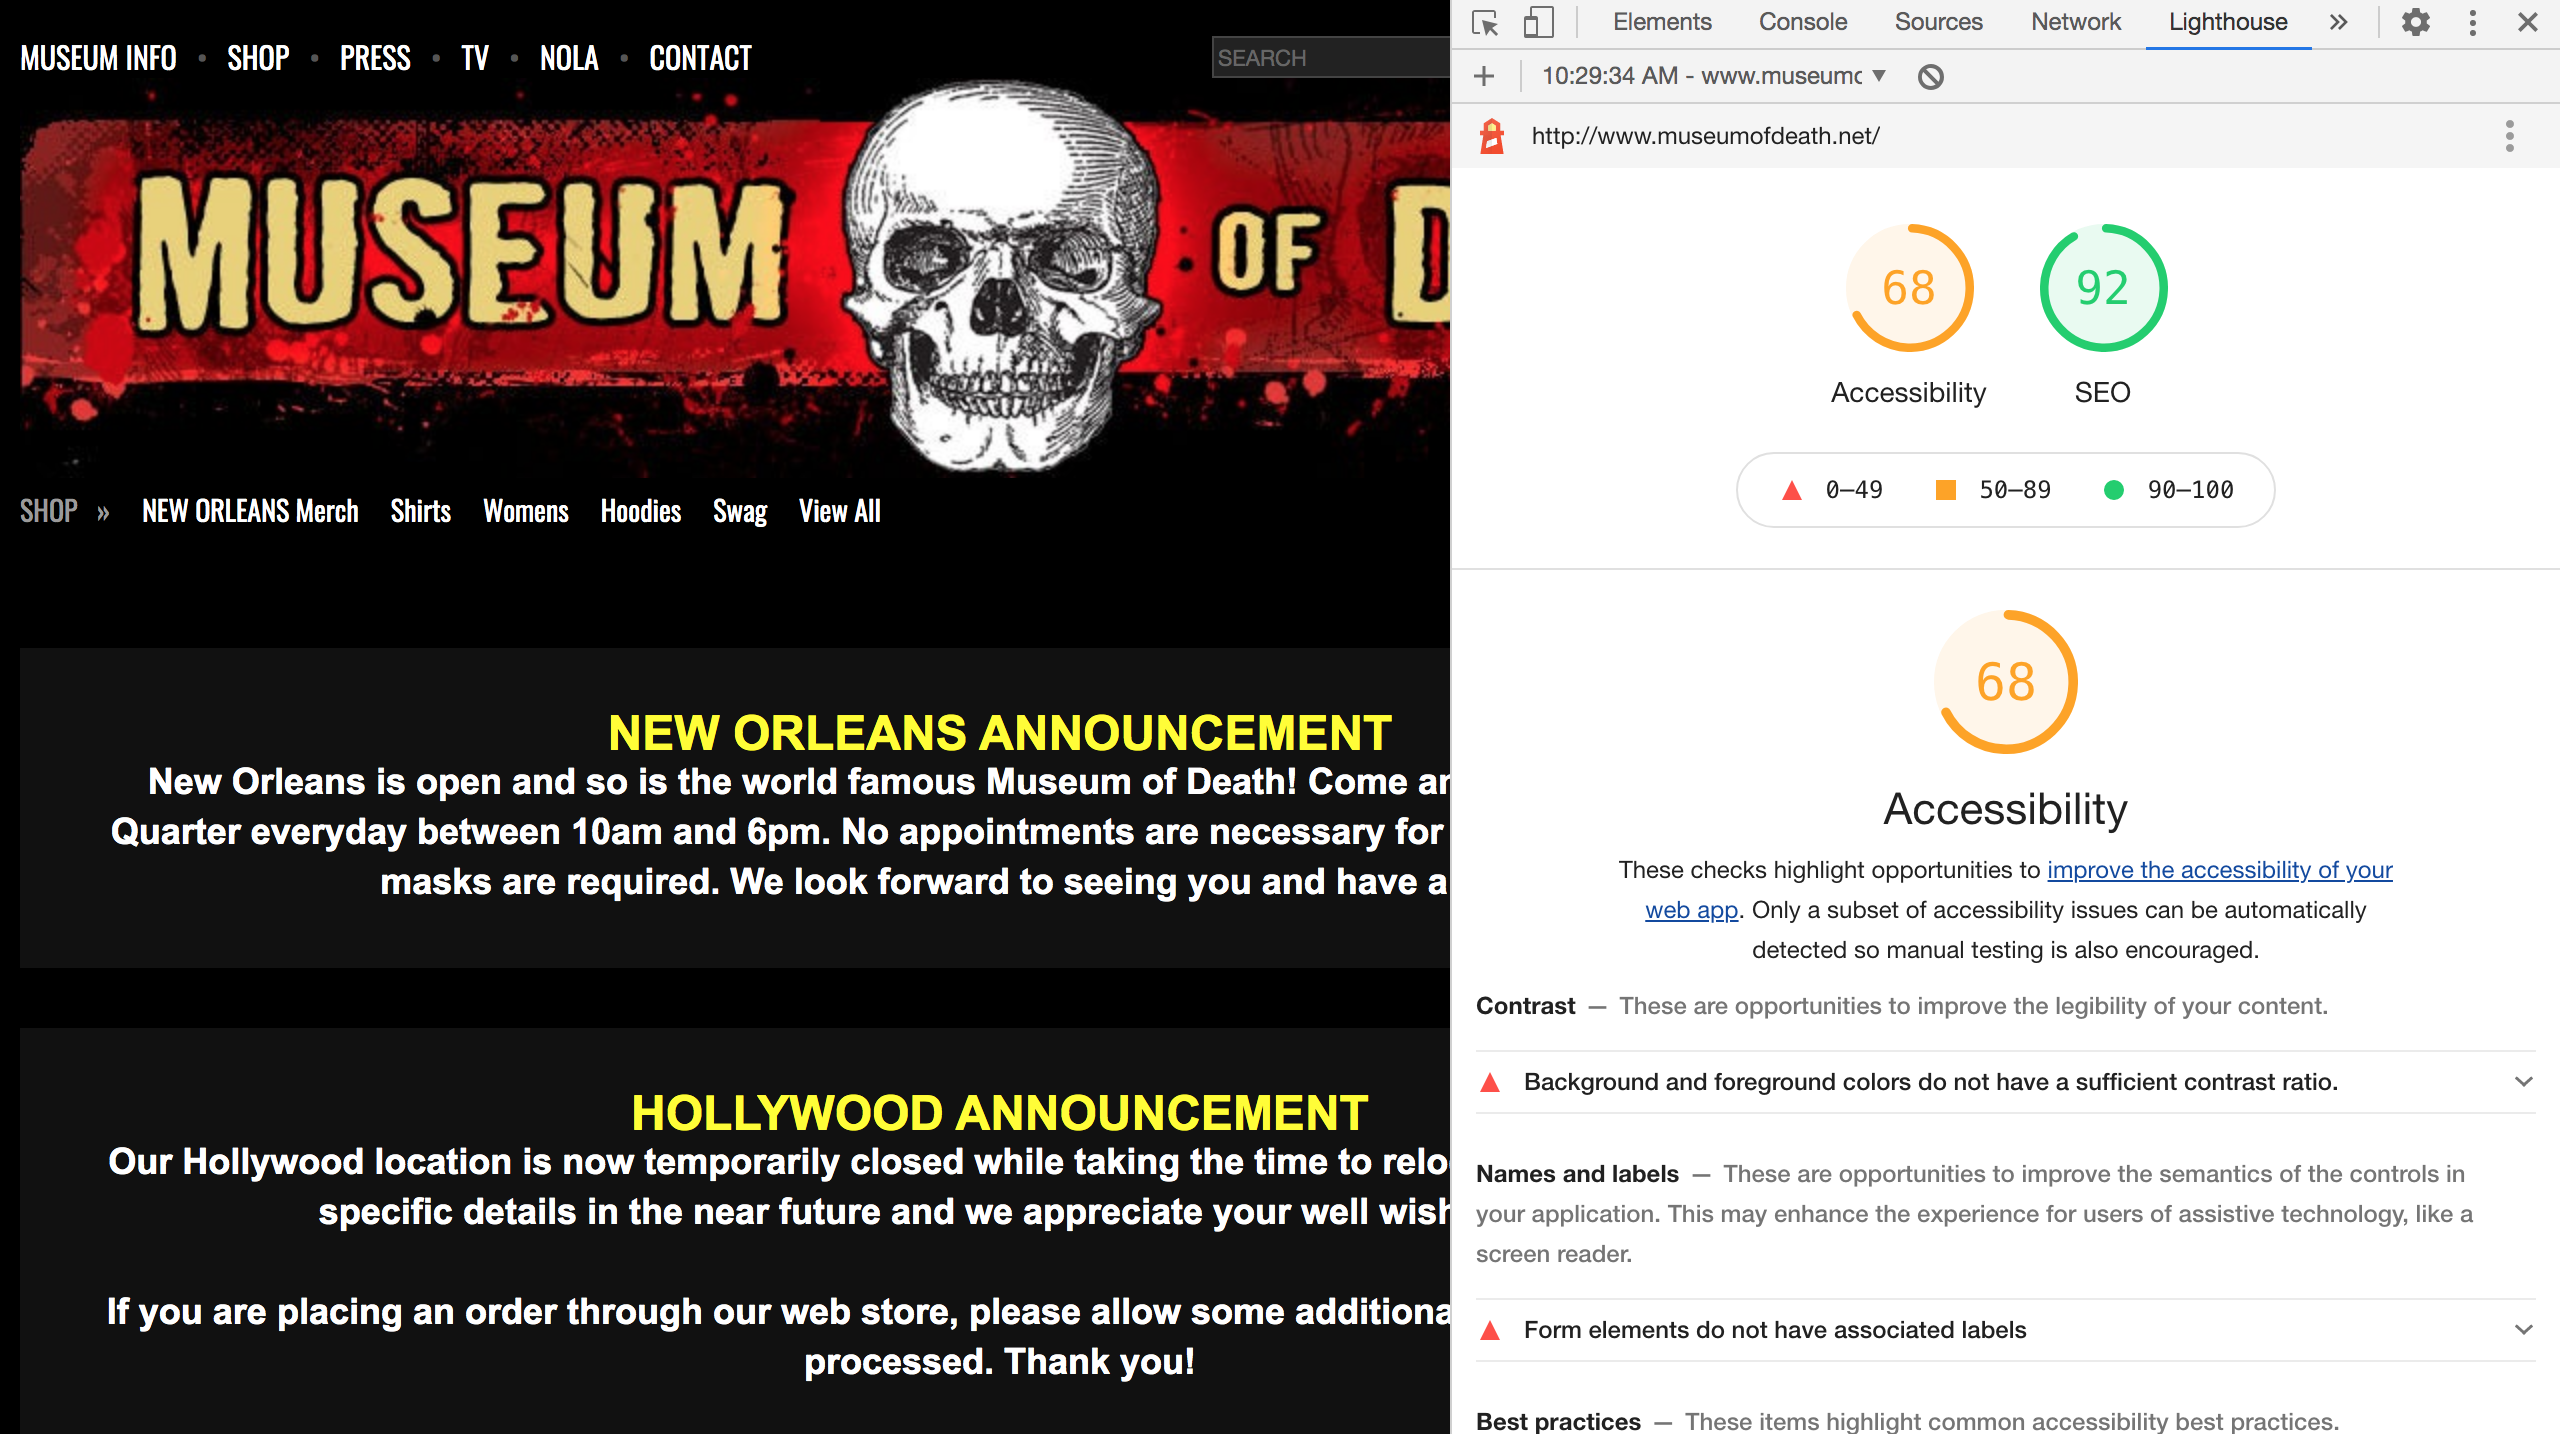 MUSEUM INFO • SHOP • PRESS • TV • NOLA • CONTACT
SEARCH
MUSEUM OF D
SHOP » NEW ORLEANS Merch Shirts Womens Hoodies Swag View All
NEW ORLEANS ANNOUNCEMENT
New Orleans is open and so is the world famous Museum of Death! Come
Quarter everyday between 10am and 6pm. No appointments are necessary for
masks are required. We look forward to seeing you and have a
HOLLYWOOD ANNOUNCEMENT
Our Hollywood location is now temporarily closed while taking the time to relo
specific details in the near future and we appreciate your well wish
If you are placing an order through our web store, please allow some additiona
processed. Thank you!
Elements Console Sources Network Lighthouse »
+ 10:29:34 AM - www.museumo
http://www.museumofdeath.net/
68 92
Accessibility SEO
0–49 50–89 90–100
68
Accessibility
These checks highlight opportunities to improve the accessibility of your
web app. Only a subset of accessibility issues can be automatically
detected so manual testing is also encouraged.
Contrast — These are opportunities to improve the legibility of your content.
Background and foreground colors do not have a sufficient contrast ratio.
Names and labels — These are opportunities to improve the semantics of the controls in
your application. This may enhance the experience for users of assistive technology, like a
screen reader.
Form elements do not have associated labels
Best practices — These items highlight common accessibility best practices.